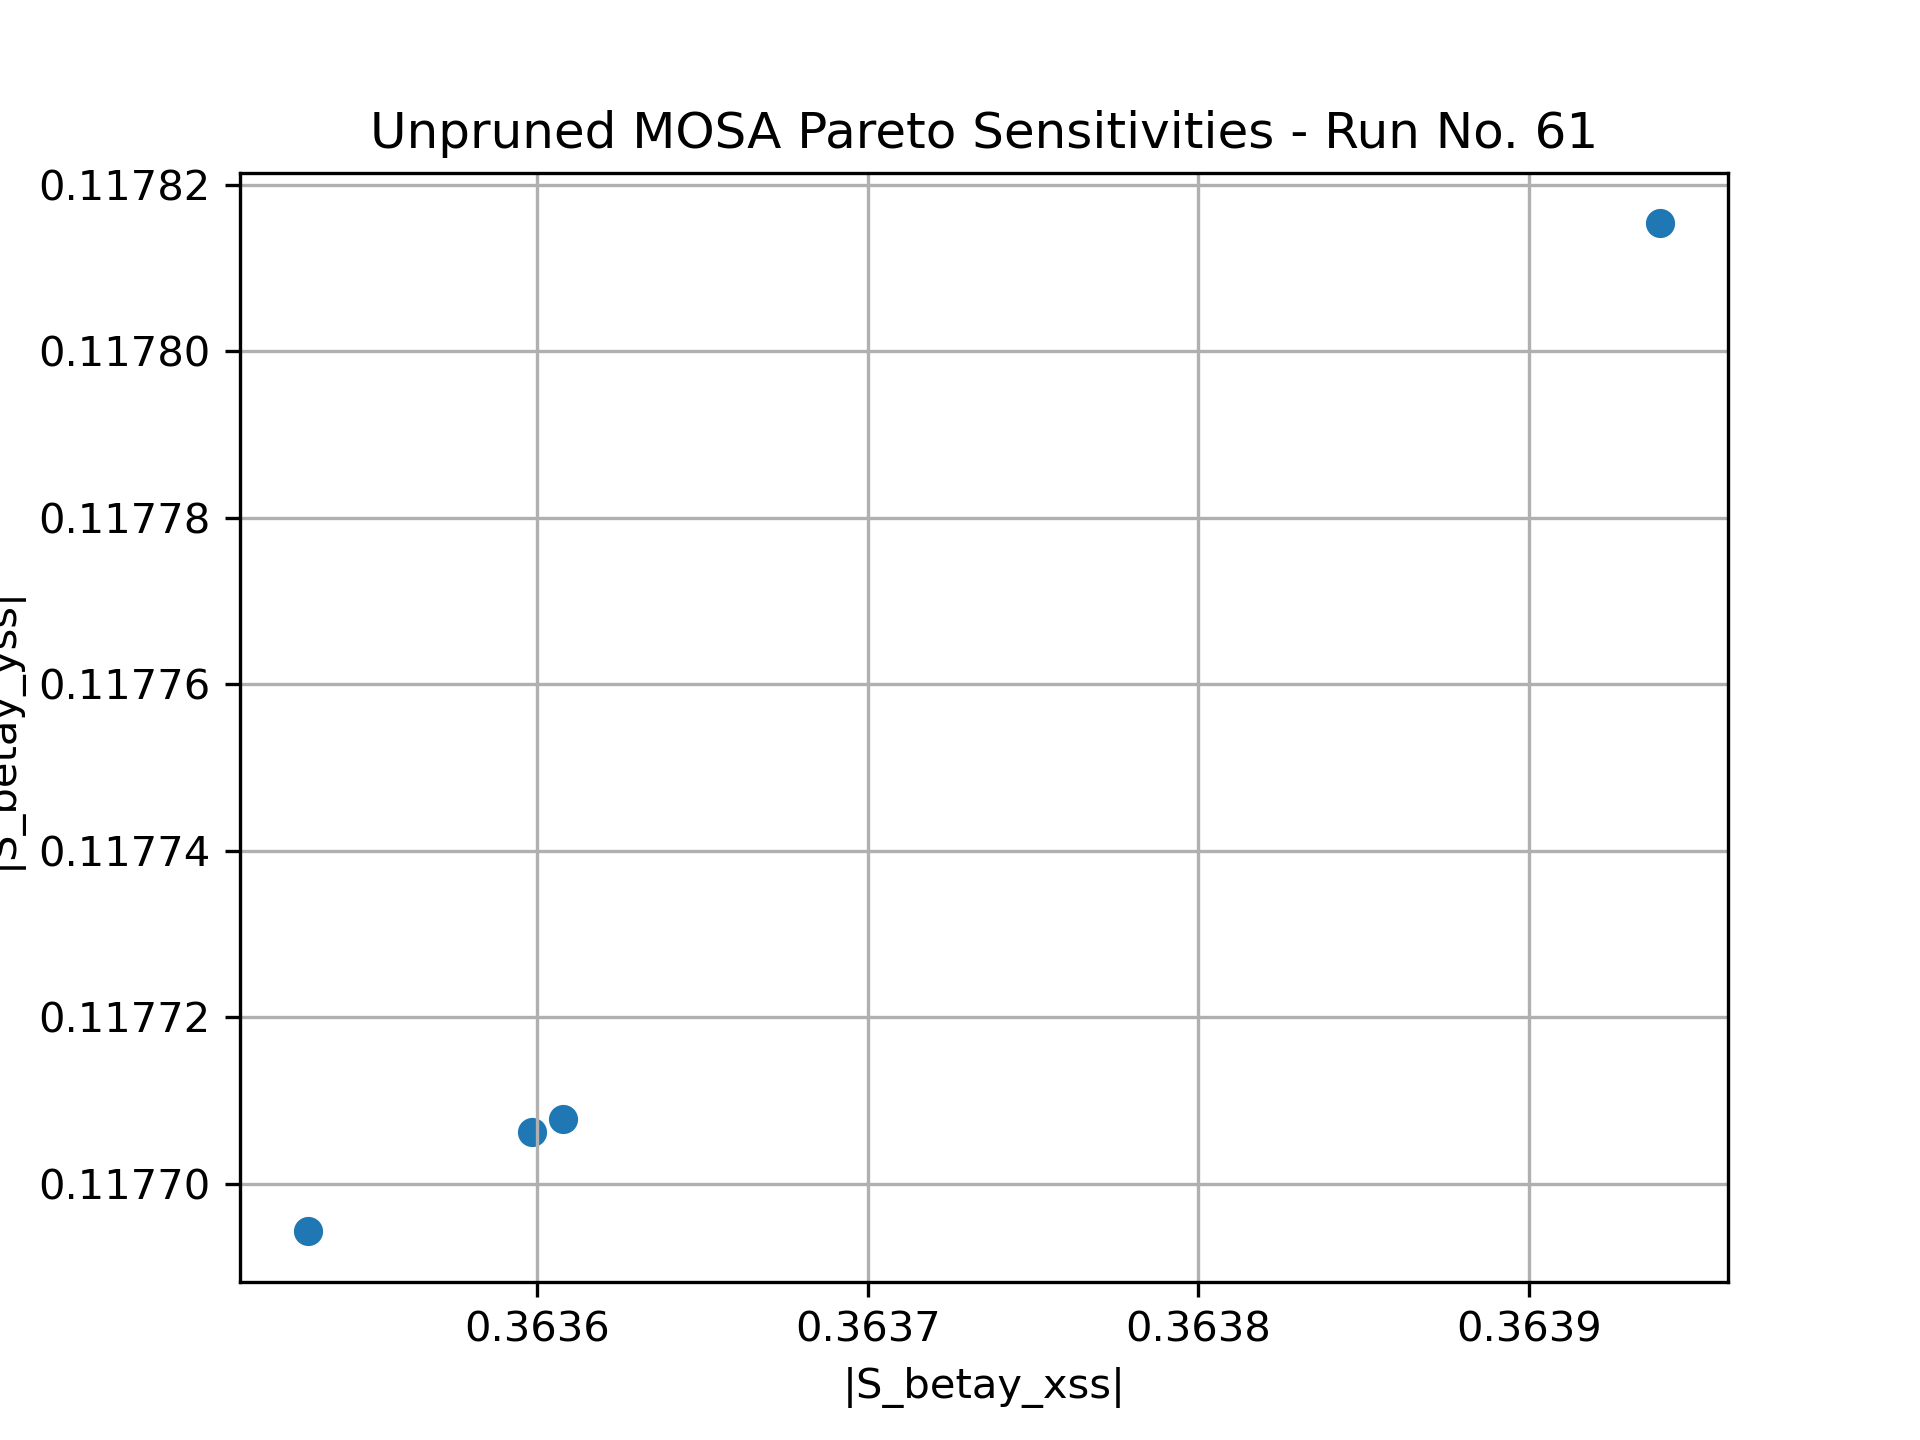 Unpruned MOSA Pareto Sensitivities - Run No. 61
0.11782
0.11780
0.11778
0.11776
0.11774
0.11772
0.11770
|S_betay_yss|
0.3636 0.3637 0.3638 0.3639
|S_betay_xss|